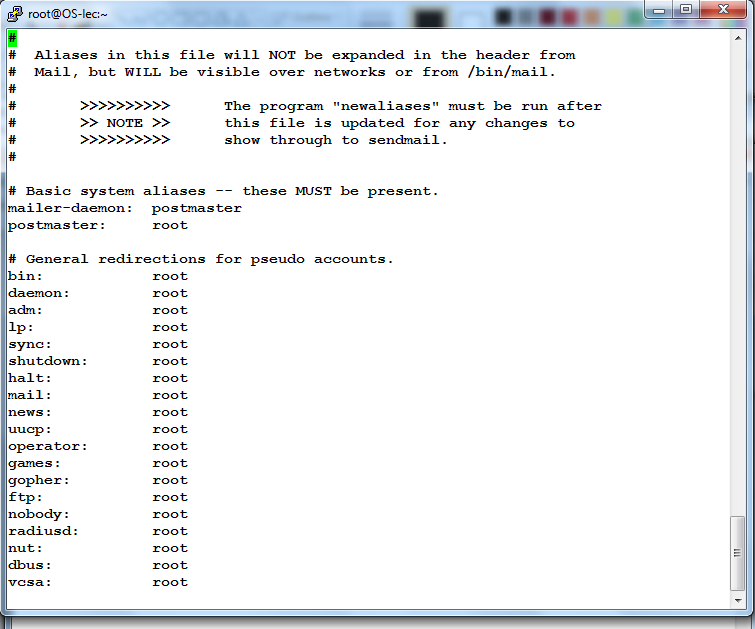 root@OS-lec:~
#
#  Aliases in this file will NOT be expanded in the header from
#  Mail, but WILL be visible over networks or from /bin/mail.
#
#       >>>>>>>>>>      The program "newaliases" must be run after
#       >> NOTE >>      this file is updated for any changes to
#       >>>>>>>>>>      show through to sendmail.
#
# Basic system aliases -- these MUST be present.
mailer-daemon:  postmaster
postmaster:     root
# General redirections for pseudo accounts.
bin:            root
daemon:         root
adm:            root
lp:             root
sync:           root
shutdown:       root
halt:           root
mail:           root
news:           root
uucp:           root
operator:       root
games:          root
gopher:         root
ftp:            root
nobody:         root
radiusd:        root
nut:            root
dbus:           root
vcsa:           root